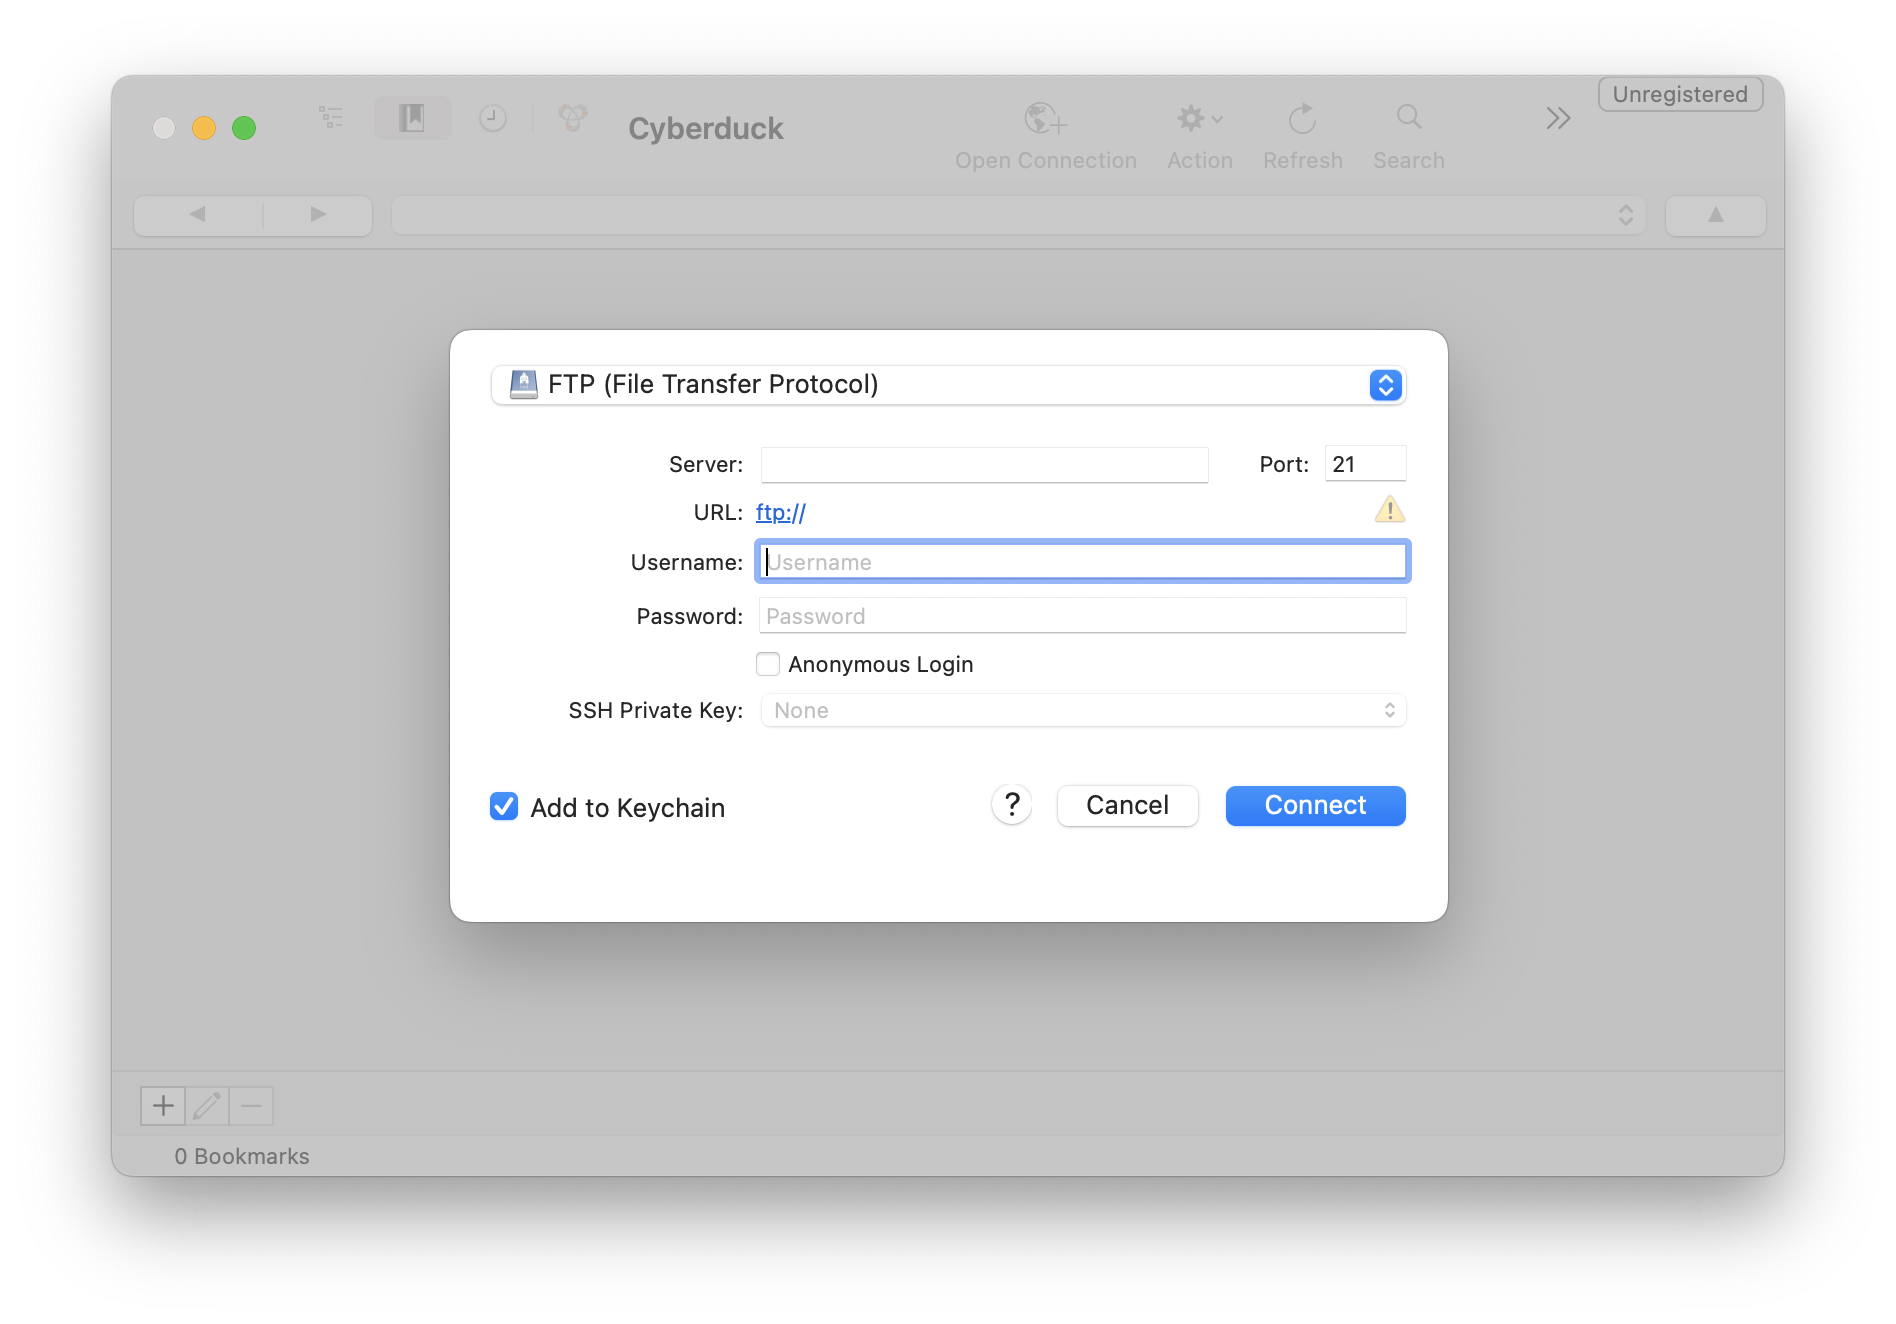 Unregistered
Cyberduck
Open Connection
Action
Refresh
Search
FTP (File Transfer Protocol)
Server:
Port: 21
URL: ftp://
Username: Username
Password: Password
Anonymous Login
SSH Private Key: None
Add to Keychain
?
Cancel
Connect
0 Bookmarks